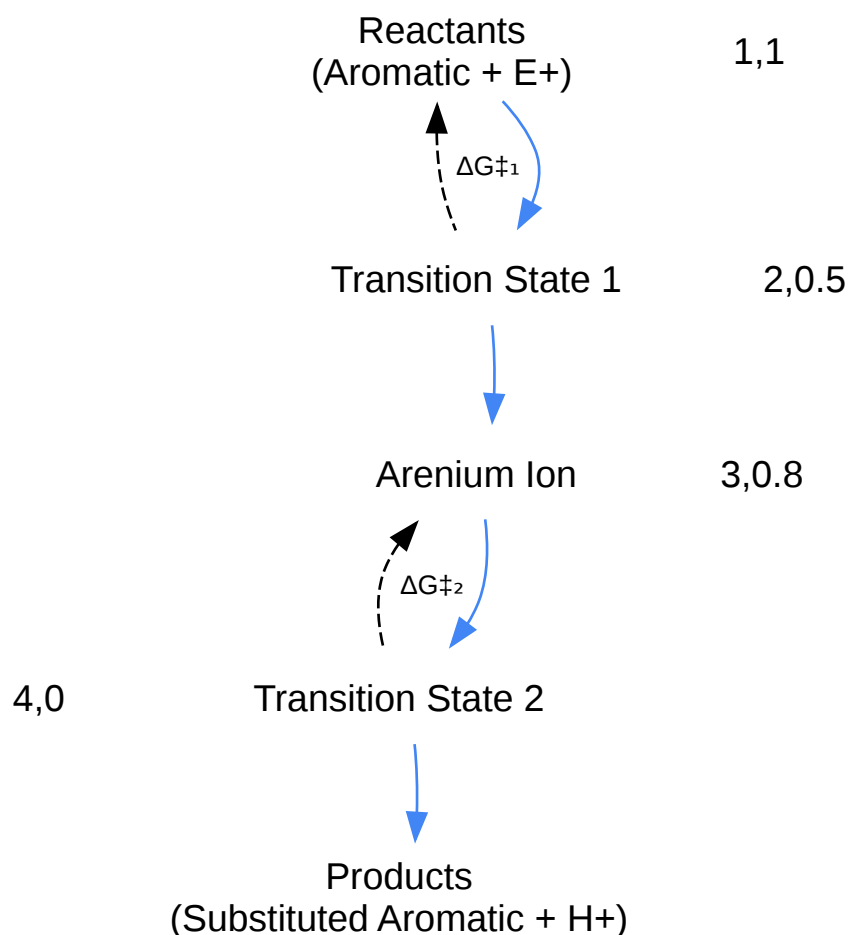 Reactants
(Aromatic + E+)
1,1
ΔG‡₁
Transition State 1
2,0.5
Arenium Ion
3,0.8
ΔG‡₂
4,0
Transition State 2
Products
(Substituted Aromatic + H+)